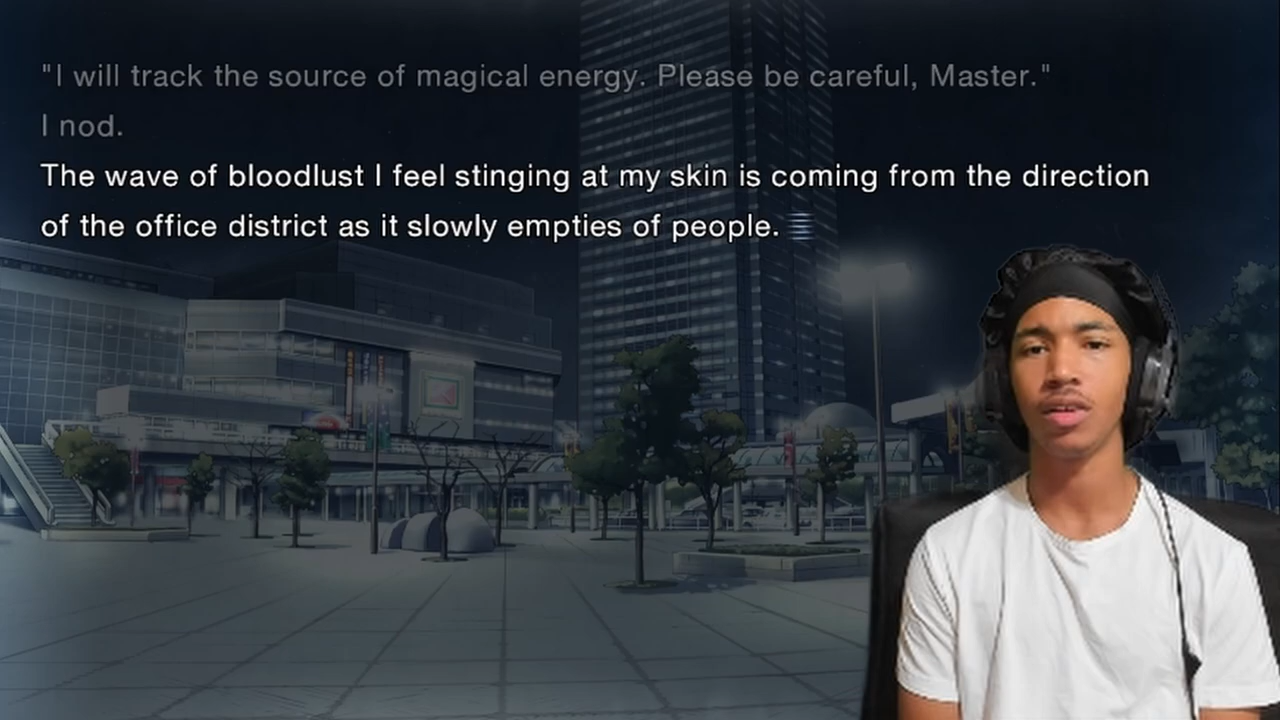 "I will track the source of magical energy. Please be careful, Master."
I nod.
The wave of bloodlust I feel stinging at my skin is coming from the direction
of the office district as it slowly empties of people.